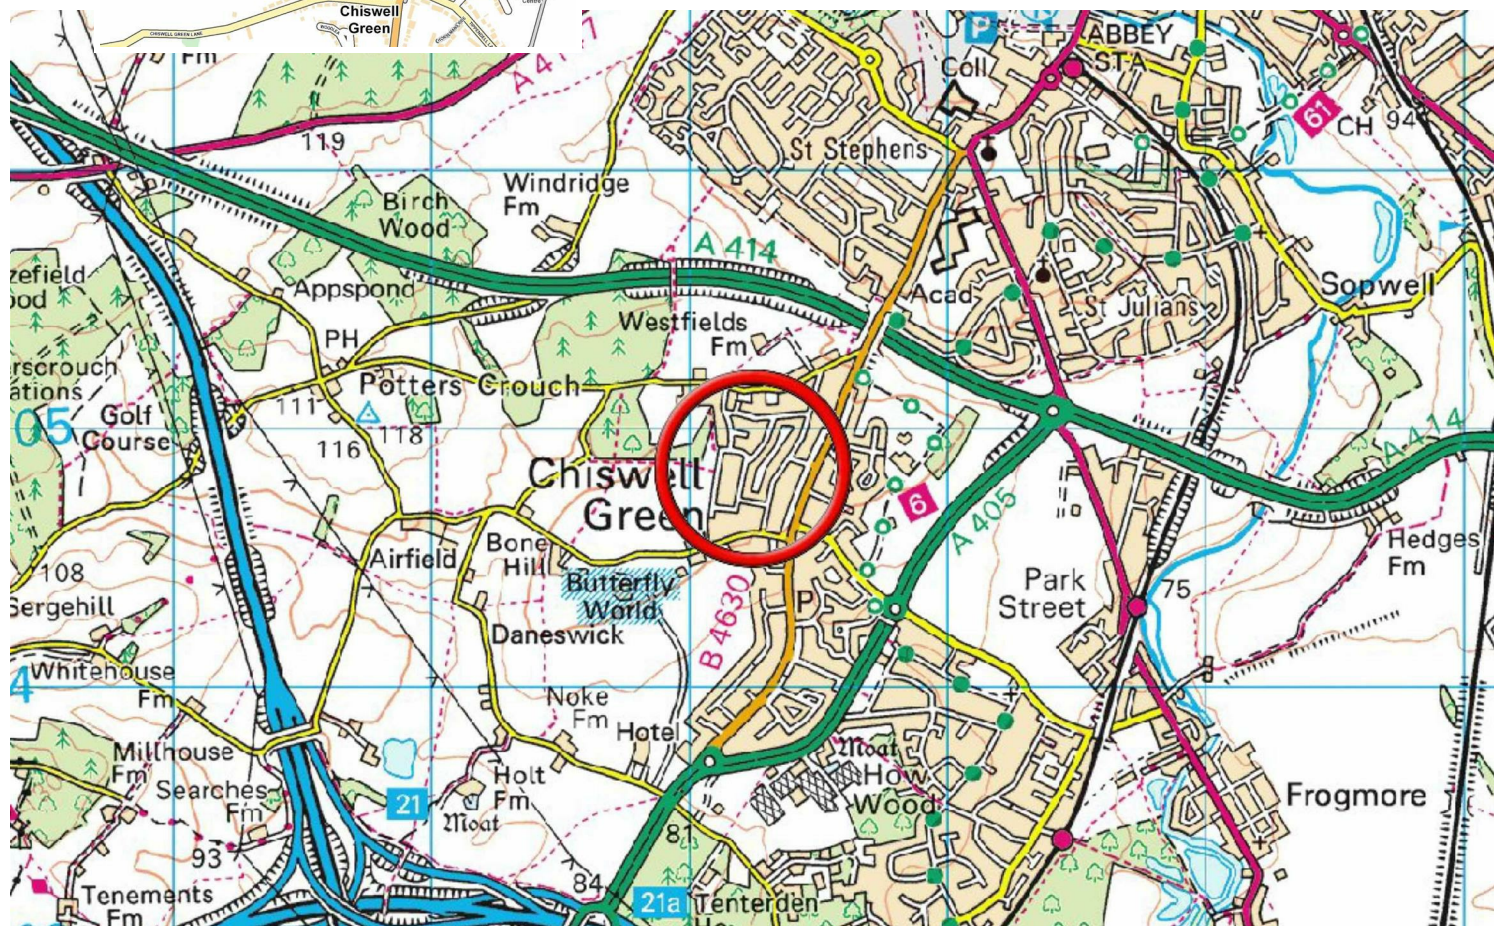 Chiswell
Green
CHISWELL GREEN LANE
Fm
ABBEY
STA
Coll
P
61
CH
94
119
St Stephens
Windridge
Fm
Birch
Wood
A 414
Appspond
Acad
St Julians
Sopwell
zefield
Westfields
Fm
PH
Potters Crouch
111
118
116
Golf
Course
05
A 414
Chiswell
Green
6
A 405
Airfield
Bone
Hill
Butterfly
World
Hedges
Fm
108
Park
Street
75
Sergehill
P
B 4630
Daneswick
Whitehouse
Fm
4
Noke
Fm
Hotel
Millhouse
Fm
Moat
How
Wood
Searches
Fm
21
Holt
Fm
Moat
Frogmore
93
81
84
21a
Tenterden
Tenements
Fm